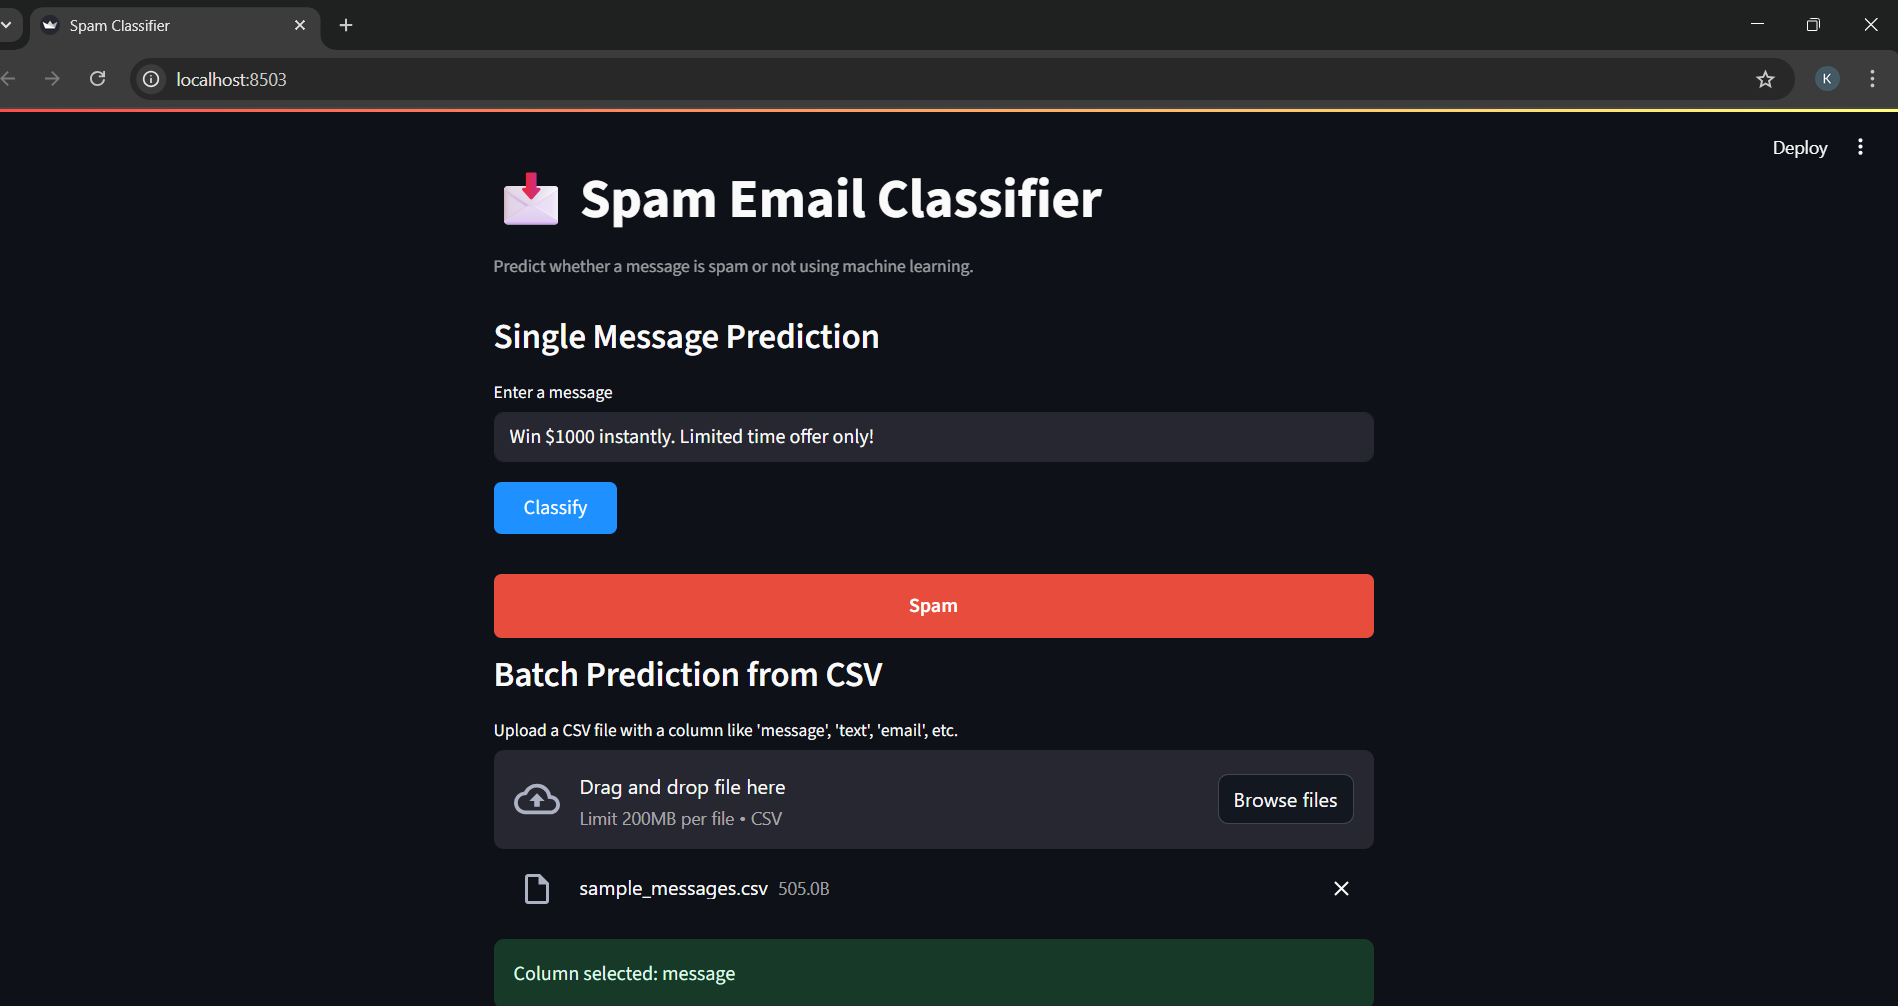 Spam Classifier
localhost:8503
K
Deploy
Spam Email Classifier
Predict whether a message is spam or not using machine learning.
Single Message Prediction
Enter a message
Win $1000 instantly. Limited time offer only!
Classify
Spam
Batch Prediction from CSV
Upload a CSV file with a column like 'message', 'text', 'email', etc.
Drag and drop file here
Limit 200MB per file • CSV
Browse files
sample_messages.csv 505.0B
Column selected: message